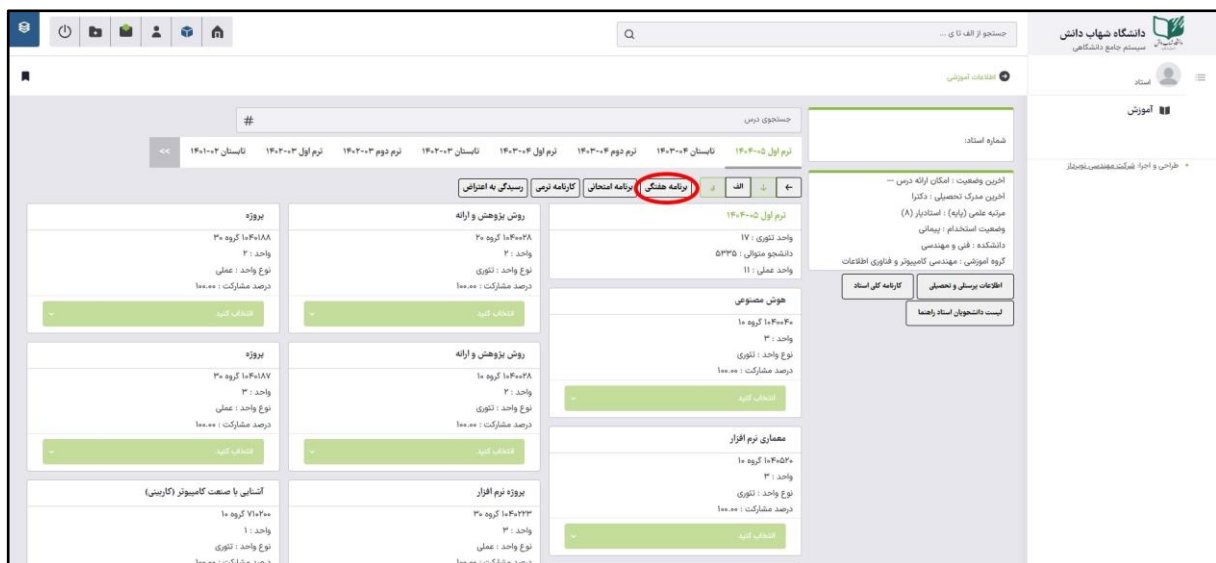 دانشگاه شهاب دانش
سیستم جامع دانشگاهی
جستجو از الف تا ی ...
استاد
اطلاعات آموزشی
آموزش
طراحی و اجرا: شرکت مهندسی نوپرداز
شماره استاد:
آخرین وضعیت : امکان ارائه درس ---
آخرین مدرک تحصیلی : دکترا
مرتبه علمی (پایه) : استادیار (۸)
وضعیت استخدام : پیمانی
دانشکده : فنی و مهندسی
گروه آموزشی : مهندسی کامپیوتر و فناوری اطلاعات
اطلاعات پرسنلی و تحصیلی
کارنامه کلی استاد
لیست دانشجویان استاد راهنما
جستجوی درس
#
ترم اول ۰۵-۱۴۰۴ تابستان ۰۴-۱۴۰۳ ترم دوم ۰۴-۱۴۰۳ ترم اول ۰۴-۱۴۰۳ تابستان ۰۳-۱۴۰۲ ترم دوم ۰۳-۱۴۰۲ ترم اول ۰۳-۱۴۰۲ تابستان ۰۲-۱۴۰۱ <<
الف برنامه هفتگی برنامه امتحانی کارنامه ترمی رسیدگی به اعتراض
ترم اول ۰۵-۱۴۰۴
واحد تئوری : ۱۷
دانشجو متوالی : ۵۳۳۵
واحد عملی : ۱۱
هوش مصنوعی
۱۰۴۰۰۴۰ گروه ۱۰
واحد : ۳
نوع واحد : تئوری
درصد مشارکت : ۱۰۰.۰۰
انتخاب کنید
معماری نرم افزار
۱۰۴۰۵۲۰ گروه ۱۰
واحد : ۳
نوع واحد : تئوری
درصد مشارکت : ۱۰۰.۰۰
انتخاب کنید
روش پژوهش و ارائه
۱۰۴۰۰۲۸ گروه ۲۰
واحد : ۲
نوع واحد : تئوری
درصد مشارکت : ۱۰۰.۰۰
انتخاب کنید
روش پژوهش و ارائه
۱۰۴۰۰۲۸ گروه ۱۰
واحد : ۲
نوع واحد : تئوری
درصد مشارکت : ۱۰۰.۰۰
انتخاب کنید
پروژه نرم افزار
۱۰۴۰۲۲۳ گروه ۳۰
واحد : ۳
نوع واحد : عملی
درصد مشارکت : ۱۰۰.۰۰
پروژه
۱۰۴۰۱۸۸ گروه ۳۰
واحد : ۲
نوع واحد : عملی
درصد مشارکت : ۱۰۰.۰۰
انتخاب کنید
پروژه
۱۰۴۰۱۸۷ گروه ۳۰
واحد : ۳
نوع واحد : عملی
درصد مشارکت : ۱۰۰.۰۰
انتخاب کنید
آشنایی با صنعت کامپیوتر (کاربینی)
۷۱۰۲۰۰ گروه ۱۰
واحد : ۱
نوع واحد : تئوری
درصد مشارکت : ۱۰۰.۰۰